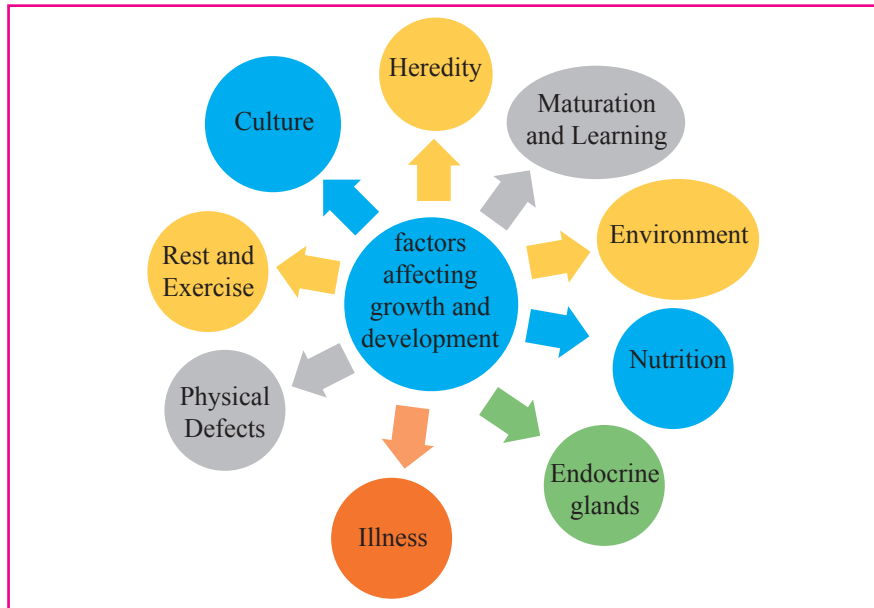 Heredity
Maturation
and Learning
Environment
Nutrition
Endocrine
glands
Illness
Physical
Defects
Rest and
Exercise
Culture
factors
affecting
growth and
development